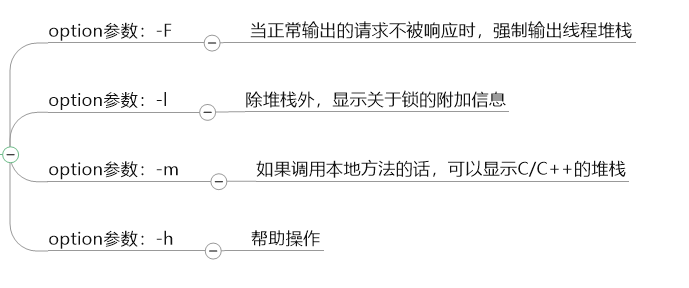 option参数：-F 当正常输出的请求不被响应时，强制输出线程堆栈
option参数：-l 除堆栈外，显示关于锁的附加信息
option参数：-m 如果调用本地方法的话，可以显示C/C++的堆栈
option参数：-h 帮助操作